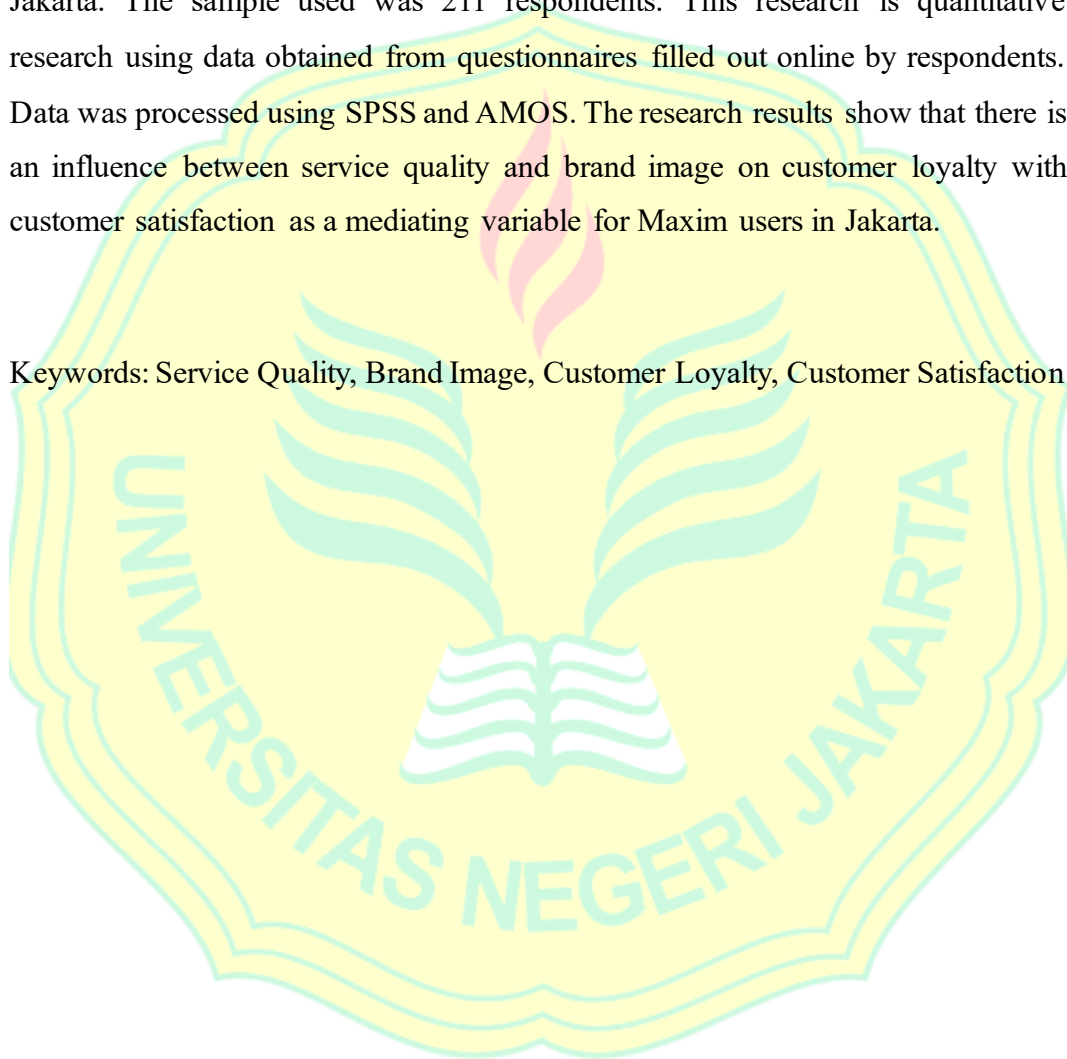 Jakarta. The sample used was 211 respondents. This research is quantitative
research using data obtained from questionnaires filled out online by respondents.
Data was processed using SPSS and AMOS. The research results show that there is
an influence between service quality and brand image on customer loyalty with
customer satisfaction as a mediating variable for Maxim users in Jakarta.
Keywords: Service Quality, Brand Image, Customer Loyalty, Customer Satisfaction
UNIVERSITAS NEGERI JAKARTA